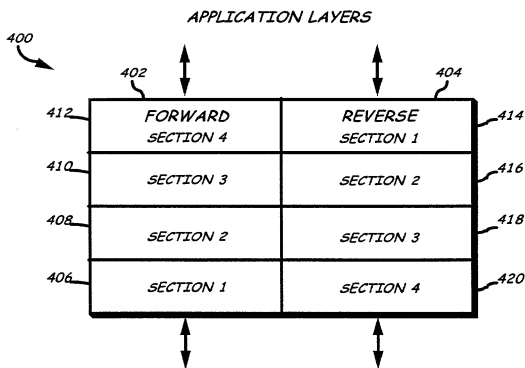 APPLICATION LAYERS
400
402
404
412
FORWARD
REVERSE
414
SECTION 4
SECTION 1
410
SECTION 3
SECTION 2
416
408
SECTION 2
SECTION 3
418
406
SECTION 1
SECTION 4
420